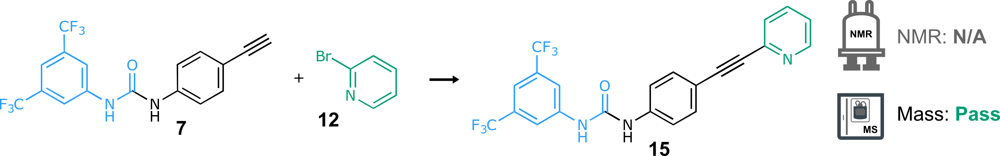 CF3
F3C
O
N
H
N
H
7
+
Br
N
12
CF3
F3C
O
N
H
N
H
N
15
NMR
NMR: N/A
MS
Mass: Pass